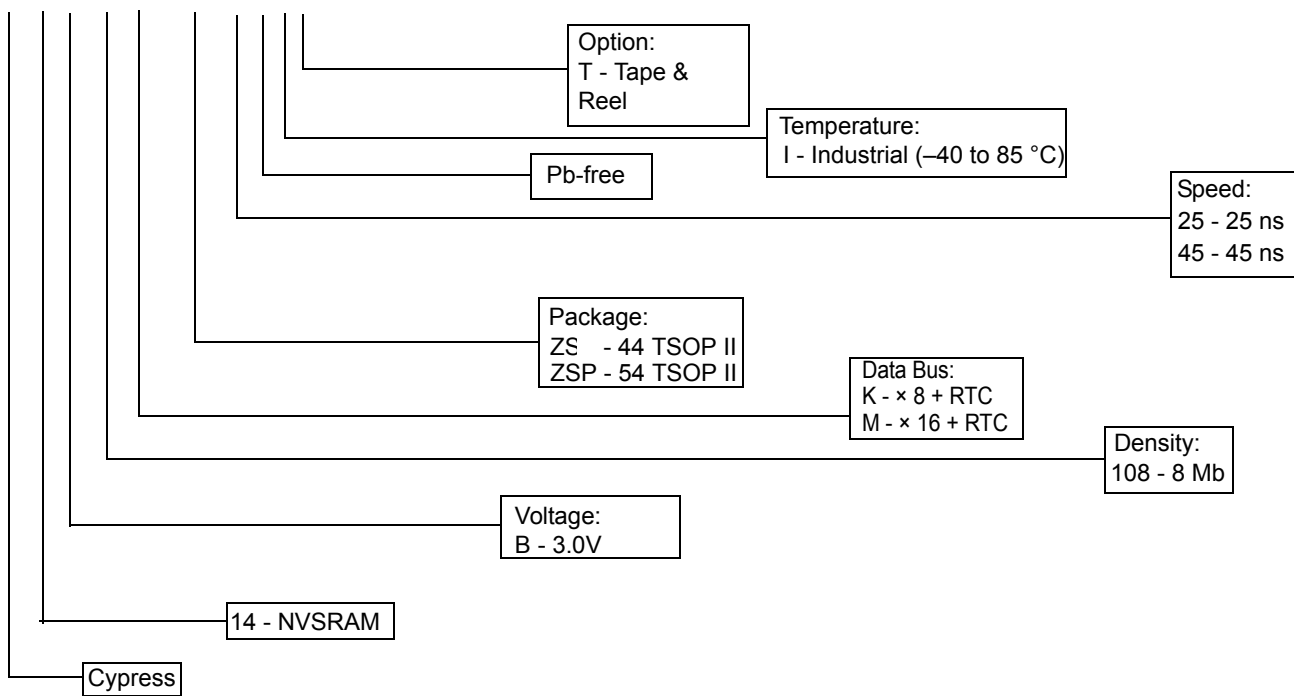 Option:
T - Tape &
Reel
Temperature:
I - Industrial (–40 to 85 °C)
Pb-free
Speed:
25 - 25 ns
45 - 45 ns
Package:
ZS - 44 TSOP II
ZSP - 54 TSOP II
Data Bus:
K - × 8 + RTC
M - × 16 + RTC
Density:
108 - 8 Mb
Voltage:
B - 3.0V
14 - NVSRAM
Cypress